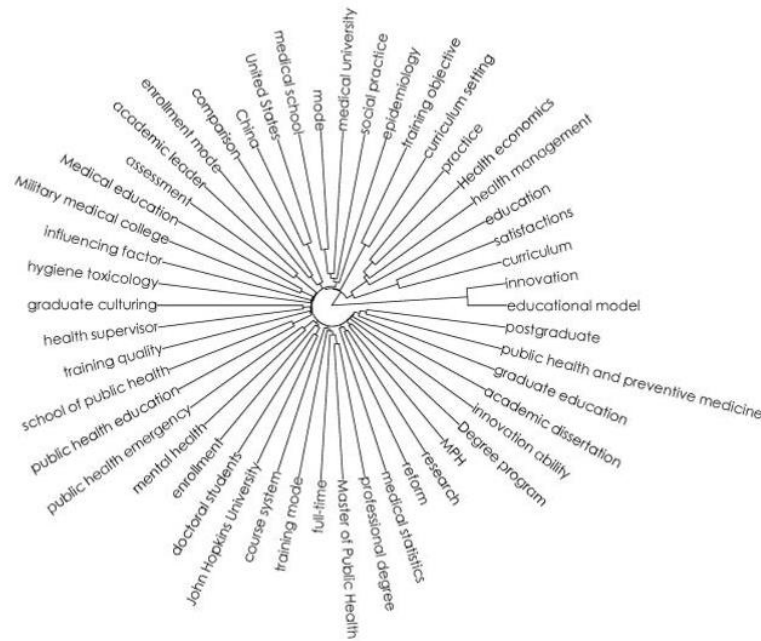 medical university
social practice
epidemiology
training objective
curriculum setting
practice
Health economics
health management
education
satisfactions
curriculum
innovation
educational model
postgraduate
public health and preventive medicine
graduate education
academic dissertation
innovation ability
Degree program
MPH
research
reform
medical statistics
professional degree
Master of Public Health
full-time
training mode
course system
John Hopkins University
doctoral students
enrollment
mental health
public health emergency
public health education
school of public health
training quality
health supervisor
graduate culturing
hygiene toxicology
influencing factor
Military medical college
Medical education
assessment
academic leader
enrollment mode
comparison
China
United States
medical school
mode